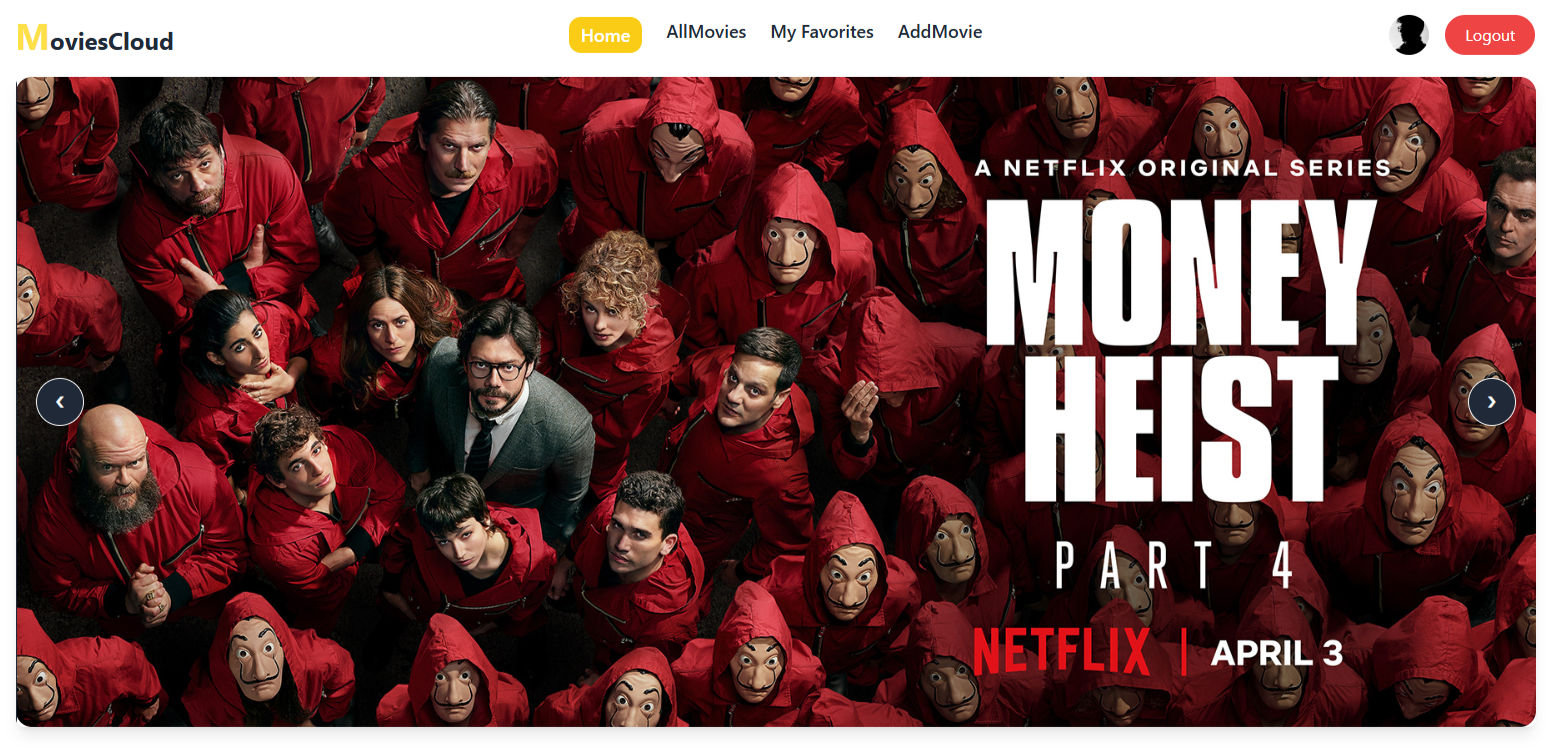 MoviesCloud
Home
AllMovies
My Favorites
AddMovie
Logout
A NETFLIX ORIGINAL SERIES
MONEY
HEIST
PART 4
NETFLIX | APRIL 3
‹
›